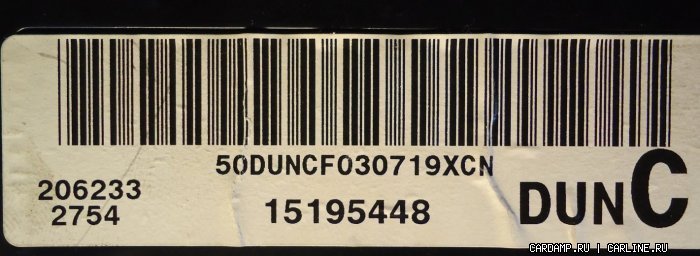 50DUNCF030719XCN
206233
2754
15195448
DUNC
CARDAMP.RU | CARLINE.RU